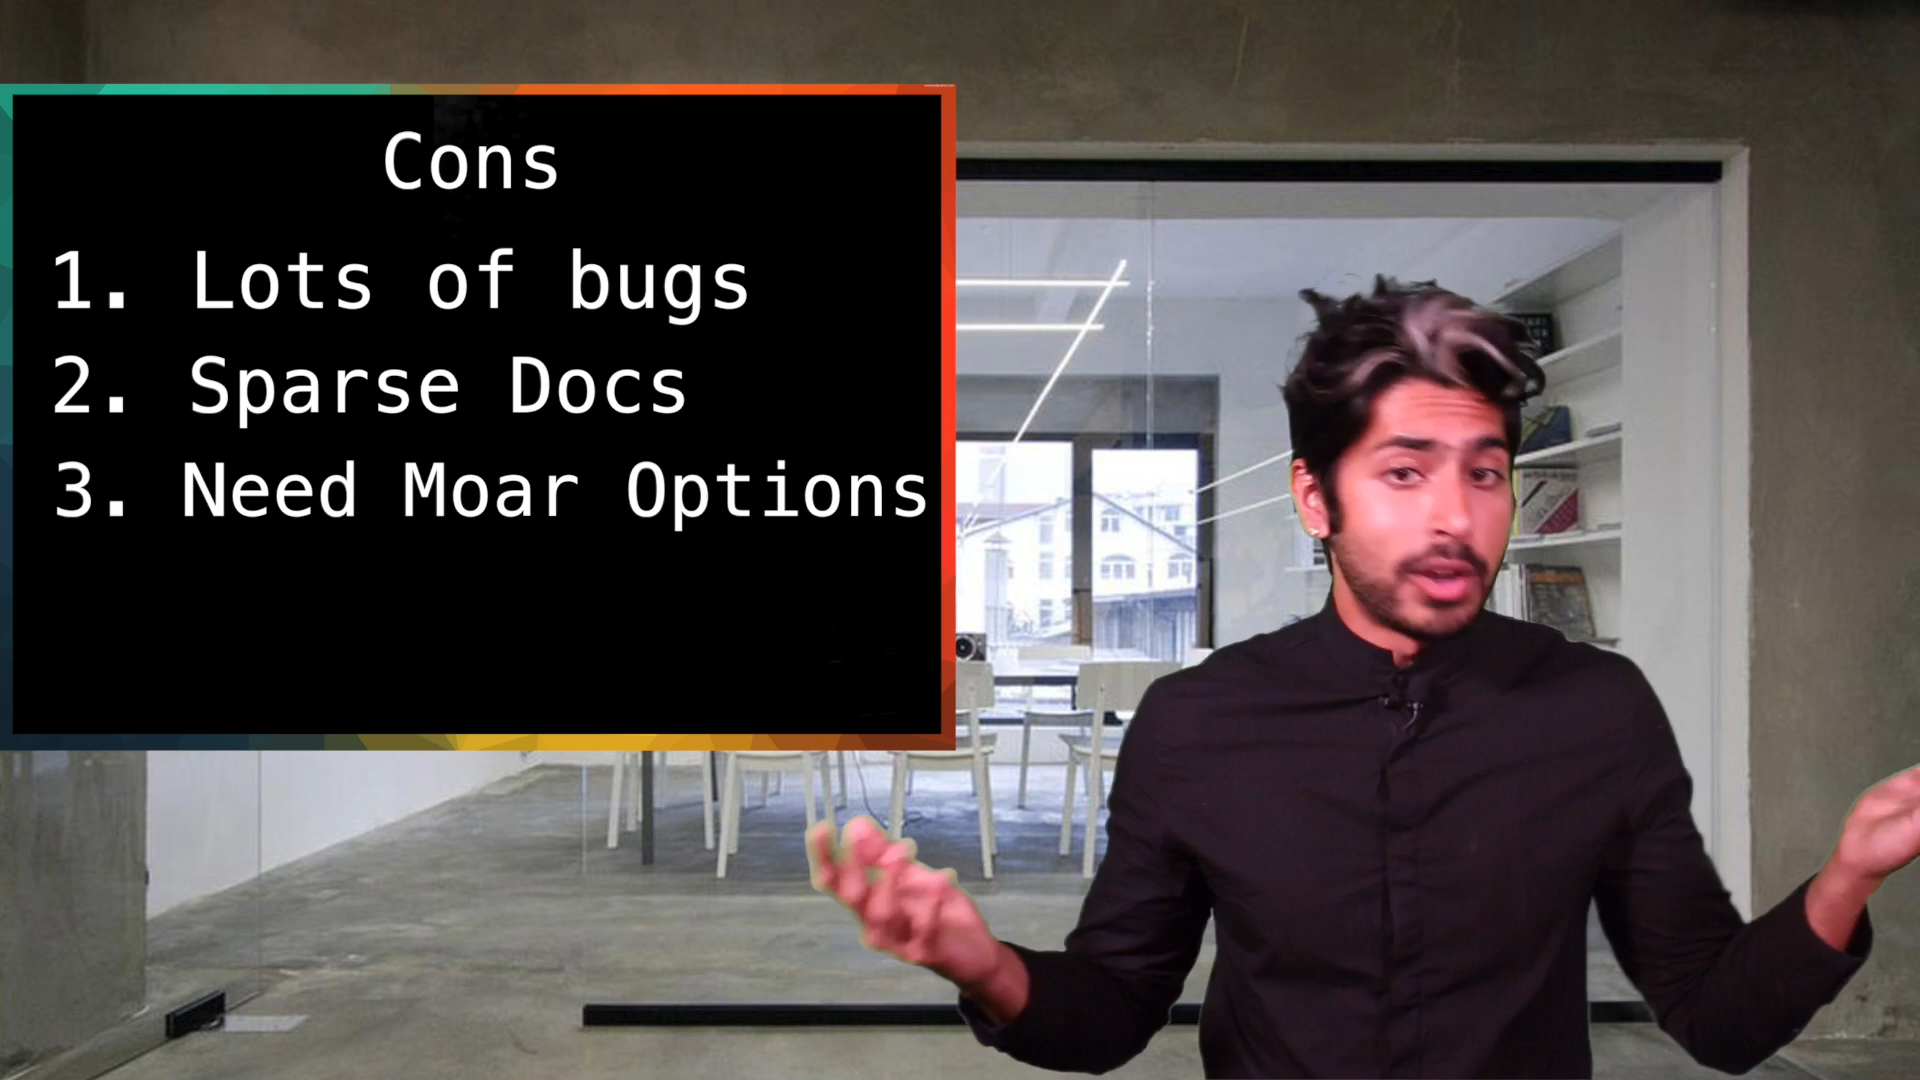 Cons
1. Lots of bugs
2. Sparse Docs
3. Need Moar Options